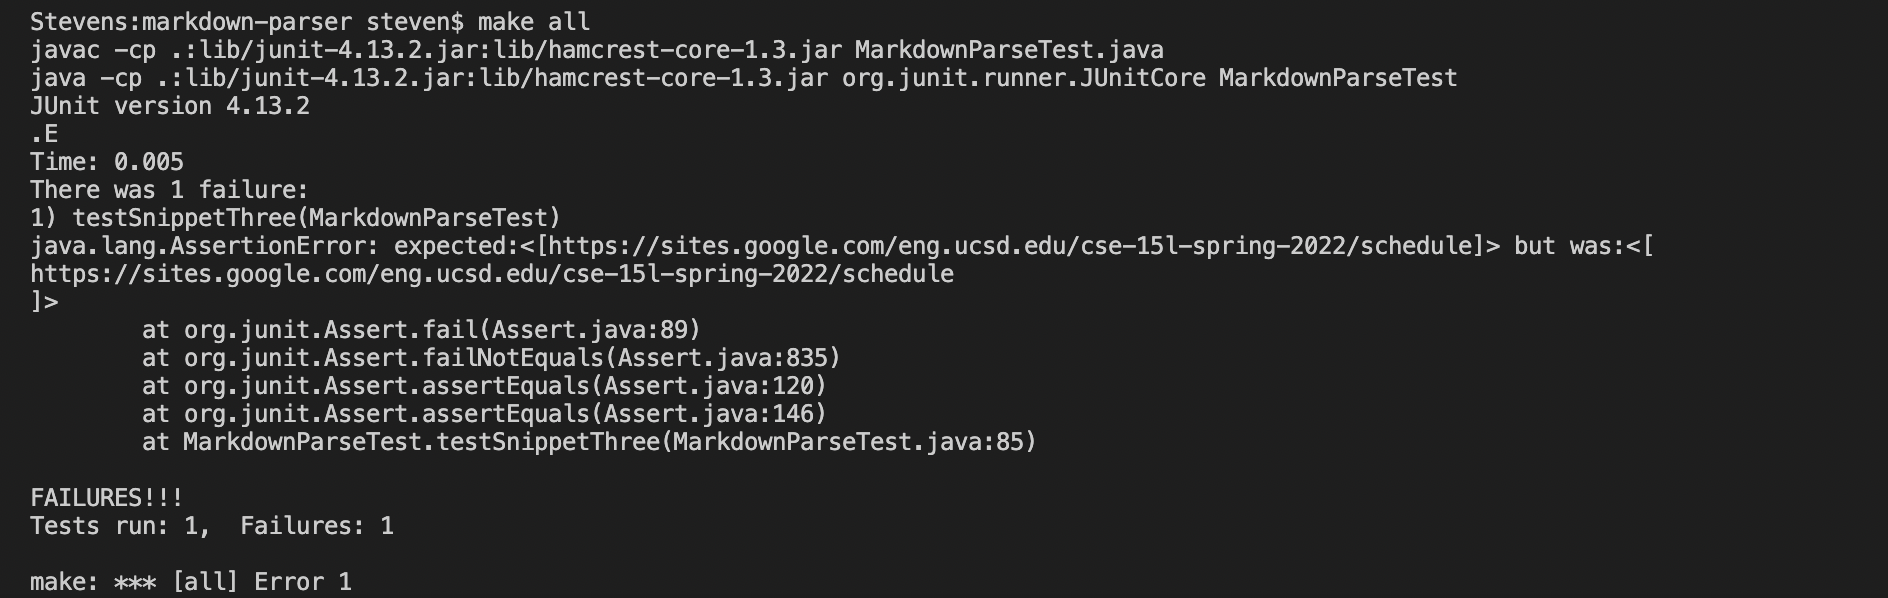 Stevens:markdown-parser steven$ make all
javac -cp .:lib/junit-4.13.2.jar:lib/hamcrest-core-1.3.jar MarkdownParseTest.java
java -cp .:lib/junit-4.13.2.jar:lib/hamcrest-core-1.3.jar org.junit.runner.JUnitCore MarkdownParseTest
JUnit version 4.13.2
.E
Time: 0.005
There was 1 failure:
1) testSnippetThree(MarkdownParseTest)
java.lang.AssertionError: expected:<[https://sites.google.com/eng.ucsd.edu/cse-15l-spring-2022/schedule]> but was:<[
https://sites.google.com/eng.ucsd.edu/cse-15l-spring-2022/schedule
]>
        at org.junit.Assert.fail(Assert.java:89)
        at org.junit.Assert.failNotEquals(Assert.java:835)
        at org.junit.Assert.assertEquals(Assert.java:120)
        at org.junit.Assert.assertEquals(Assert.java:146)
        at MarkdownParseTest.testSnippetThree(MarkdownParseTest.java:85)
FAILURES!!!
Tests run: 1,  Failures: 1
make: *** [all] Error 1